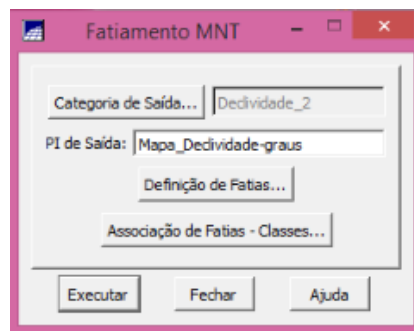 Fatiamento MNT
Categoria de Saída... Declividade_2
PI de Saída: Mapa_Declividade-graus
Definição de Fatias...
Associação de Fatias - Classes...
Executar Fechar Ajuda